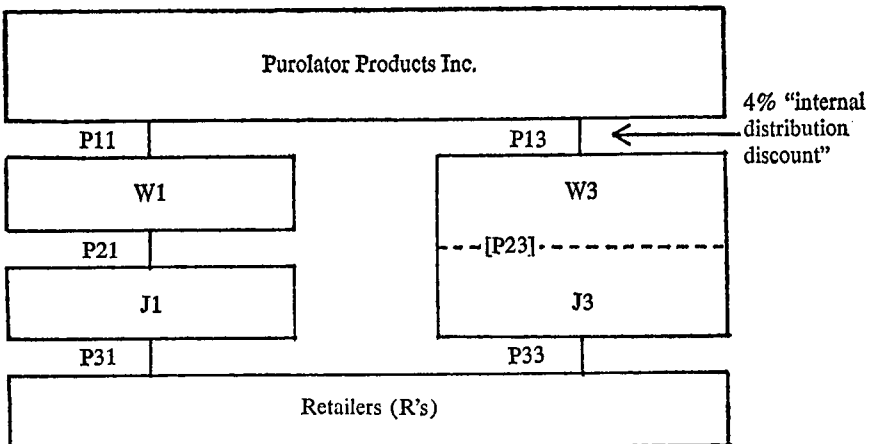 Purolator Products Inc.
4% “internal
distribution
discount”
P11
P13
W1
W3
P21
[P23]
J1
J3
P31
P33
Retailers (R's)